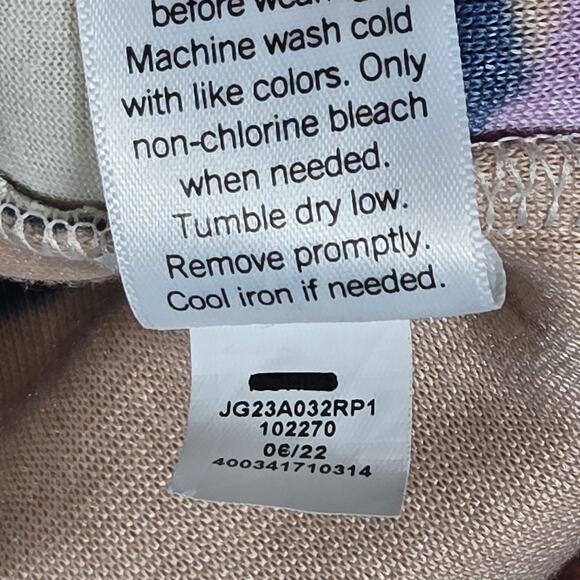 before
Machine wash cold
with like colors. Only
non-chlorine bleach
when needed.
Tumble dry low.
Remove promptly.
Cool iron if needed.
JG23A032RP1
102270
06/22
400341710314